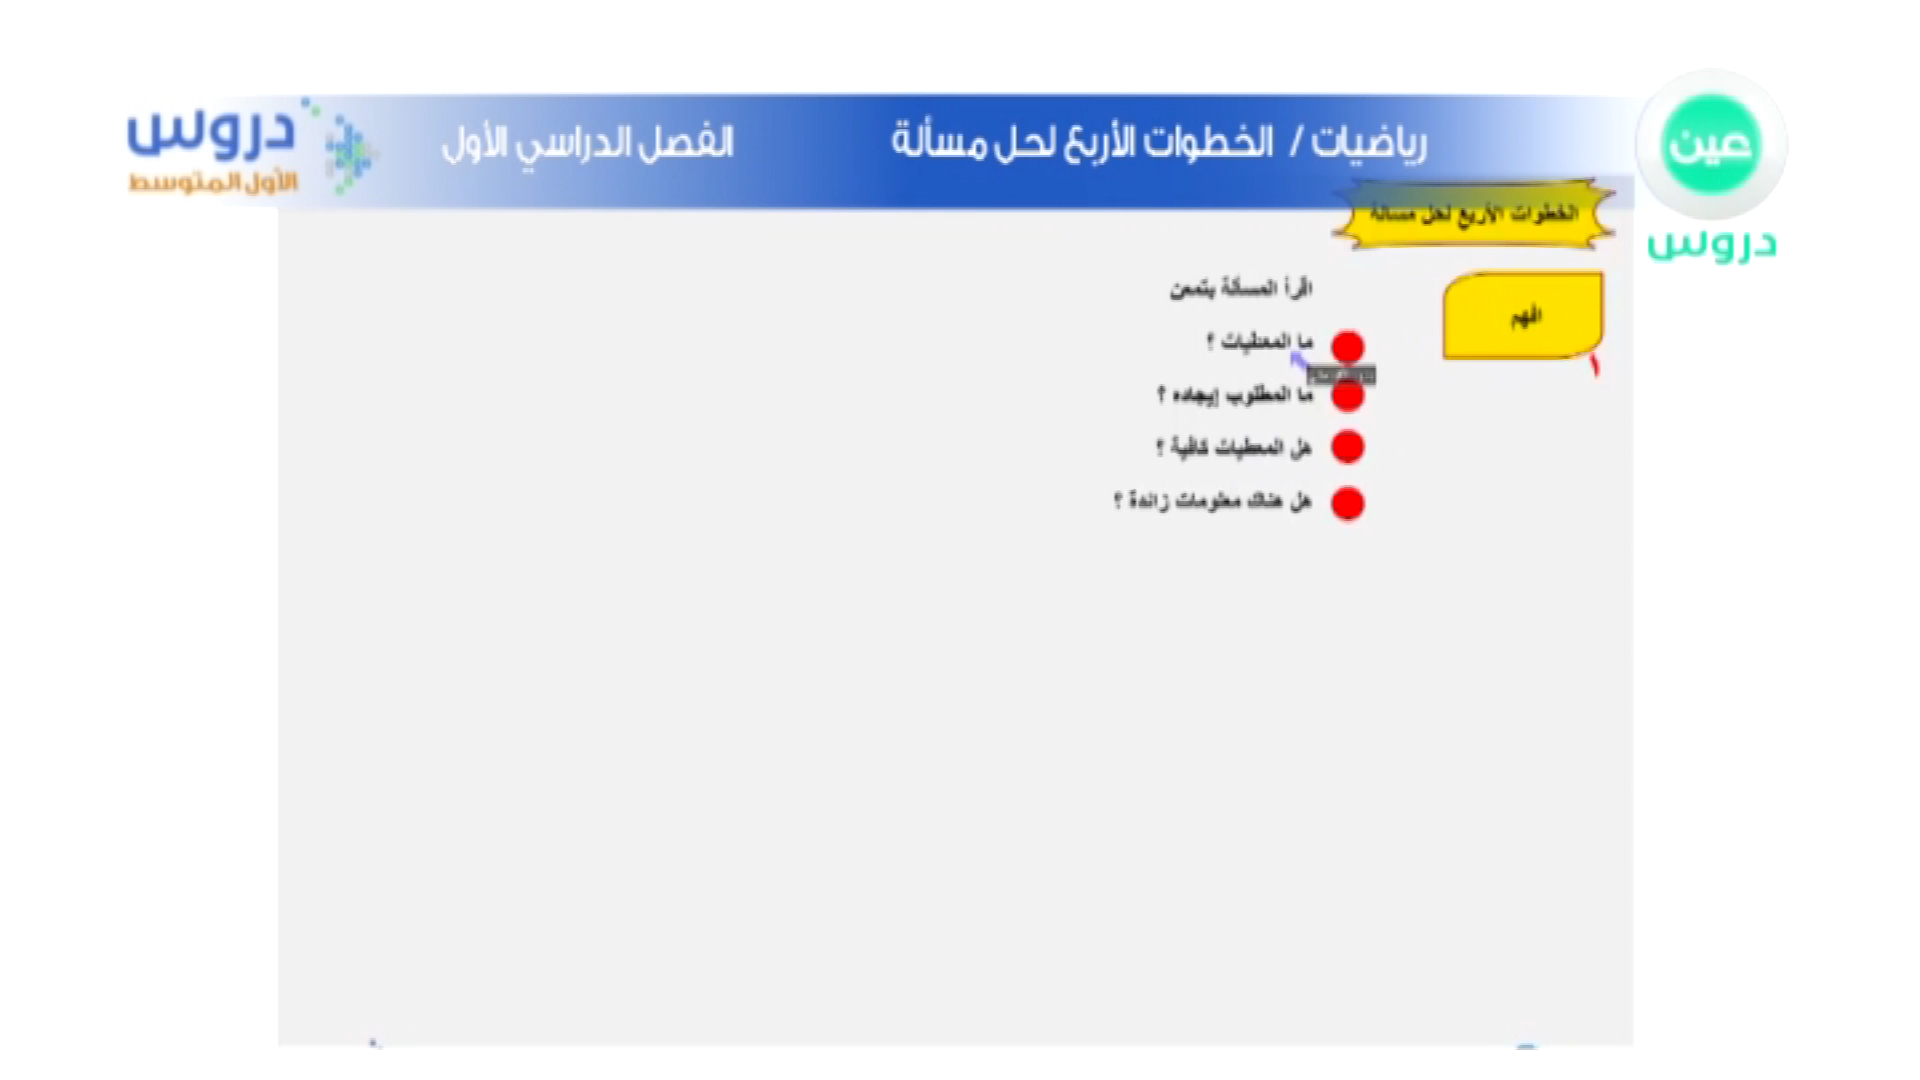 رياضيات / الخطوات الأربع لحل مسألة
الفصل الدراسي الأول
دروس
الأول المتوسط
عين
دروس
الخطوات الأربع لحل مسألة
افهم
١
اقرأ المسألة بتمعن
ما المعطيات ؟
ما المطلوب إيجاده ؟
هل المعطيات كافية ؟
هل هناك معلومات زائدة ؟